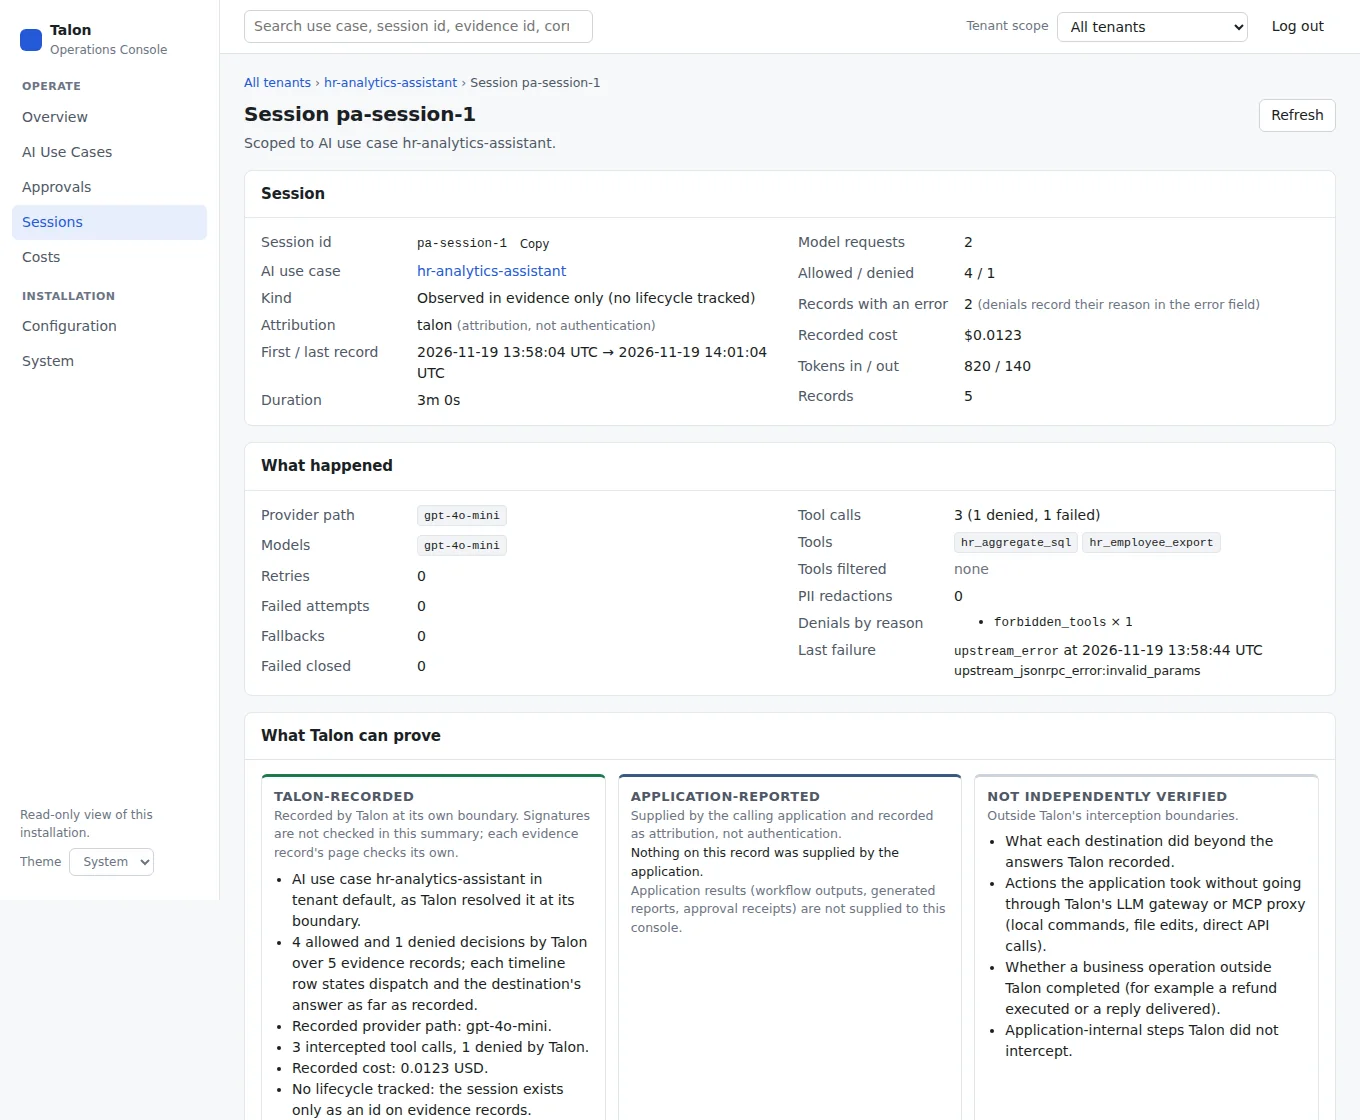 Talon
Operations Console
OPERATE
Overview
AI Use Cases
Approvals
Sessions
Costs
INSTALLATION
Configuration
System
Read-only view of this
installation.
Theme System
Search use case, session id, evidence id, corr
Tenant scope All tenants Log out
All tenants › hr-analytics-assistant › Session pa-session-1
Session pa-session-1
Refresh
Scoped to AI use case hr-analytics-assistant.
Session
Session id pa-session-1 Copy
AI use case hr-analytics-assistant
Kind Observed in evidence only (no lifecycle tracked)
Attribution talon (attribution, not authentication)
First / last record 2026-11-19 13:58:04 UTC → 2026-11-19 14:01:04
UTC
Duration 3m 0s
Model requests 2
Allowed / denied 4 / 1
Records with an error 2 (denials record their reason in the error field)
Recorded cost $0.0123
Tokens in / out 820 / 140
Records 5
What happened
Provider path gpt-4o-mini
Models gpt-4o-mini
Retries 0
Failed attempts 0
Fallbacks 0
Failed closed 0
Tool calls 3 (1 denied, 1 failed)
Tools hr_aggregate_sql hr_employee_export
Tools filtered none
PII redactions 0
Denials by reason • forbidden_tools × 1
Last failure upstream_error at 2026-11-19 13:58:44 UTC
upstream_jsonrpc_error:invalid_params
What Talon can prove
TALON-RECORDED
Recorded by Talon at its own boundary. Signatures
are not checked in this summary; each evidence
record's page checks its own.
• AI use case hr-analytics-assistant in
tenant default, as Talon resolved it at its
boundary.
• 4 allowed and 1 denied decisions by Talon
over 5 evidence records; each timeline
row states dispatch and the destination's
answer as far as recorded.
• Recorded provider path: gpt-4o-mini.
• 3 intercepted tool calls, 1 denied by Talon.
• Recorded cost: 0.0123 USD.
• No lifecycle tracked: the session exists
only as an id on evidence records.
APPLICATION-REPORTED
Supplied by the calling application and recorded
as attribution, not authentication.
Nothing on this record was supplied by the
application.
Application results (workflow outputs, generated
reports, approval receipts) are not supplied to this
console.
NOT INDEPENDENTLY VERIFIED
Outside Talon's interception boundaries.
• What each destination did beyond the
answers Talon recorded.
• Actions the application took without going
through Talon's LLM gateway or MCP proxy
(local commands, file edits, direct API
calls).
• Whether a business operation outside
Talon completed (for example a refund
executed or a reply delivered).
• Application-internal steps Talon did not
intercept.